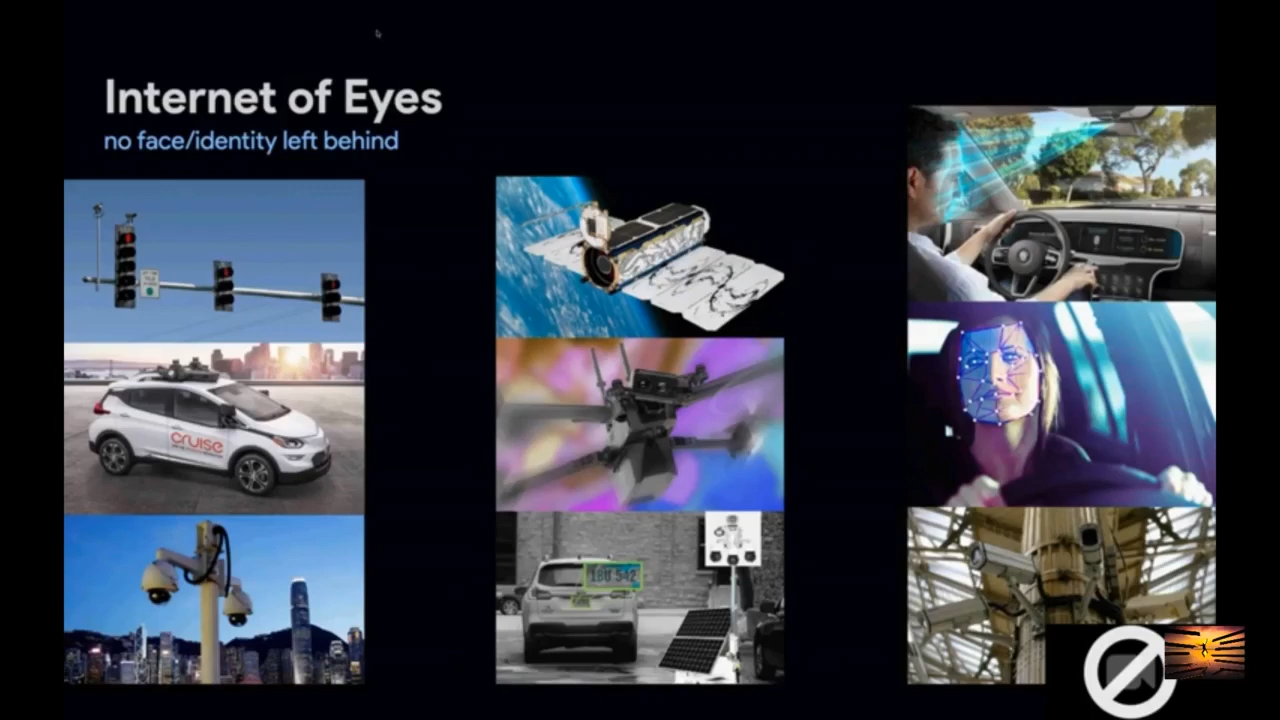 Internet of Eyes
no face/identity left behind
cruise